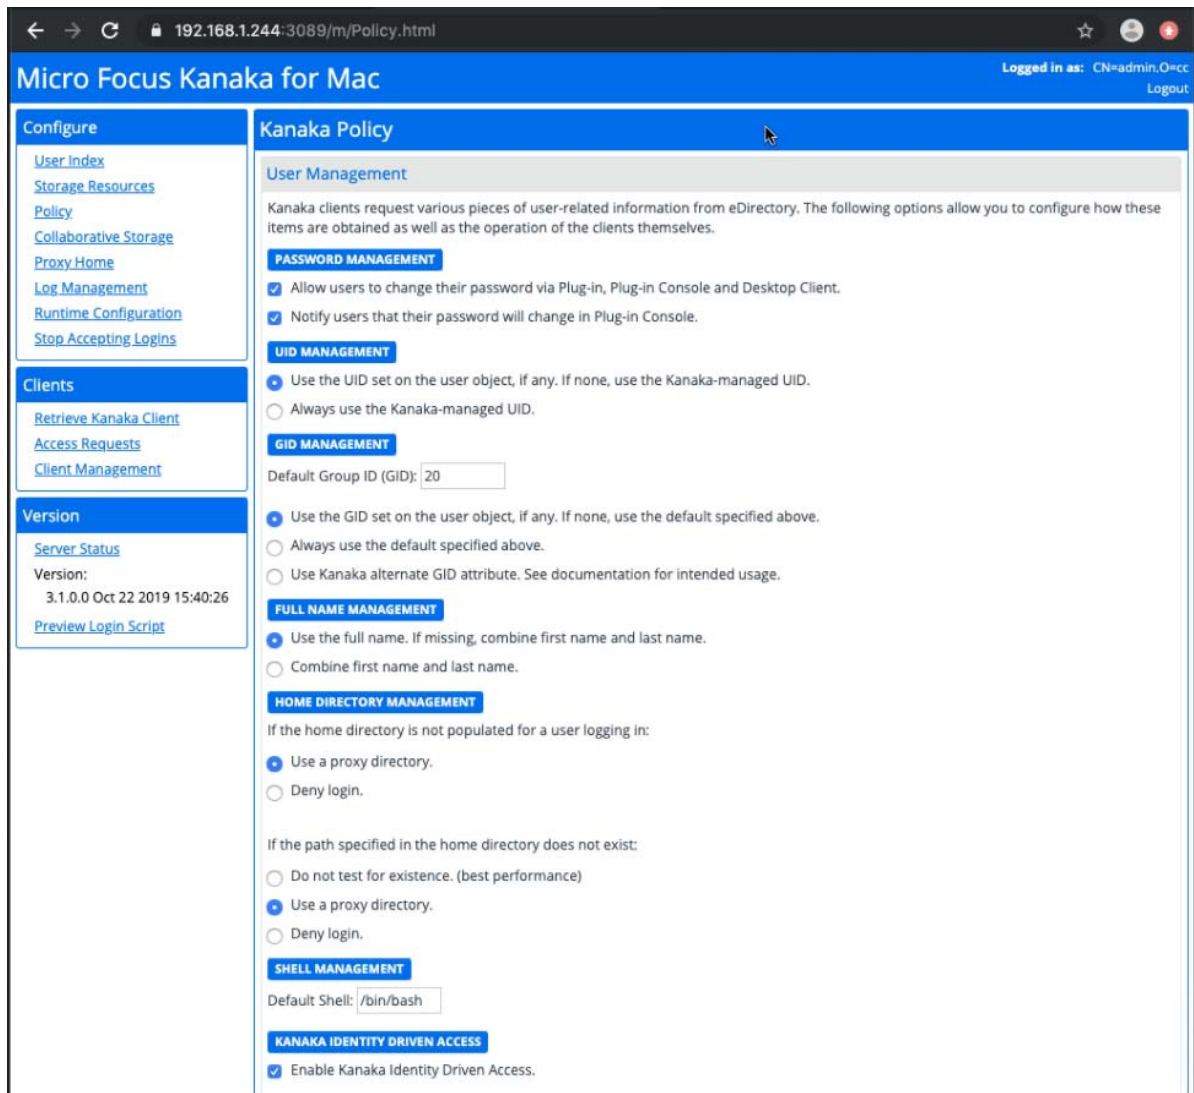 192.168.1.244:3089/m/Policy.html
Micro Focus Kanaka for Mac
Logged in as: CN=admin,O=cc
Logout
Configure
User Index
Storage Resources
Policy
Collaborative Storage
Proxy Home
Log Management
Runtime Configuration
Stop Accepting Logins
Clients
Retrieve Kanaka Client
Access Requests
Client Management
Version
Server Status
Version:
3.1.0.0 Oct 22 2019 15:40:26
Preview Login Script
Kanaka Policy
User Management
Kanaka clients request various pieces of user-related information from eDirectory. The following options allow you to configure how these
items are obtained as well as the operation of the clients themselves.
PASSWORD MANAGEMENT
Allow users to change their password via Plug-in, Plug-in Console and Desktop Client.
Notify users that their password will change in Plug-in Console.
UID MANAGEMENT
Use the UID set on the user object, if any. If none, use the Kanaka-managed UID.
Always use the Kanaka-managed UID.
GID MANAGEMENT
Default Group ID (GID): 20
Use the GID set on the user object, if any. If none, use the default specified above.
Always use the default specified above.
Use Kanaka alternate GID attribute. See documentation for intended usage.
FULL NAME MANAGEMENT
Use the full name. If missing, combine first name and last name.
Combine first name and last name.
HOME DIRECTORY MANAGEMENT
If the home directory is not populated for a user logging in:
Use a proxy directory.
Deny login.
If the path specified in the home directory does not exist:
Do not test for existence. (best performance)
Use a proxy directory.
Deny login.
SHELL MANAGEMENT
Default Shell: /bin/bash
KANAKA IDENTITY DRIVEN ACCESS
Enable Kanaka Identity Driven Access.